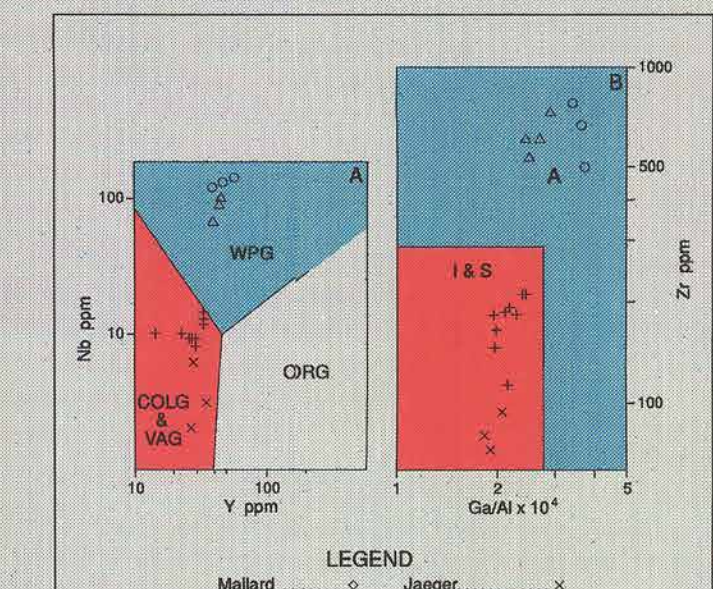 A
100
WPG
Nb ppm
10
ORG
COLG
&
VAG
10 100
Y ppm
B
1000
A
500
I & S
Zr ppm
100
1 2 5
Ga/Al x 10⁴
LEGEND
Mallard Jaeger